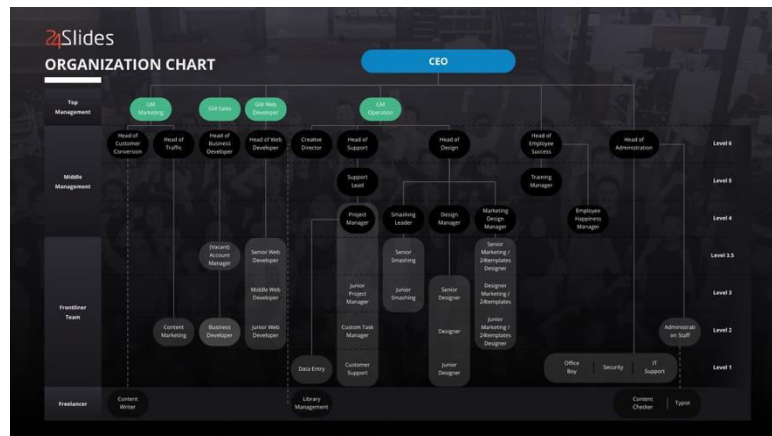 24Slides
ORGANIZATION CHART
CEO
Top
Management
GM
Marketing
GM Sales
GM Web
Developer
GM
Operation
Head of
Customer
Conversion
Head of
Traffic
Head of
Business
Developer
Head of Web
Developer
Creative
Director
Head of
Support
Head of
Design
Head of
Employee
Success
Head of
Administration
Level 6
Middle
Management
Support
Lead
Training
Manager
Level 5
Project
Manager
Smashing
Leader
Design
Manager
Marketing
Design
Manager
Employee
Happiness
Manager
Level 4
(Vacant)
Account
Manager
Senior Web
Developer
Senior
Smashing
Senior
Marketing /
24templates
Designer
Level 3.5
Frontliner
Team
Middle Web
Developer
Junior
Project
Manager
Junior
Smashing
Senior
Designer
Designer
Marketing /
24templates
Level 3
Content
Marketing
Business
Developer
Junior Web
Developer
Custom Task
Manager
Designer
Junior
Marketing /
24templates
Designer
Administrati
on Staff
Level 2
Data Entry
Customer
Support
Junior
Designer
Office
Boy
Security
IT
Support
Level 1
Freelancer
Content
Writer
Library
Management
Content
Checker
Typist